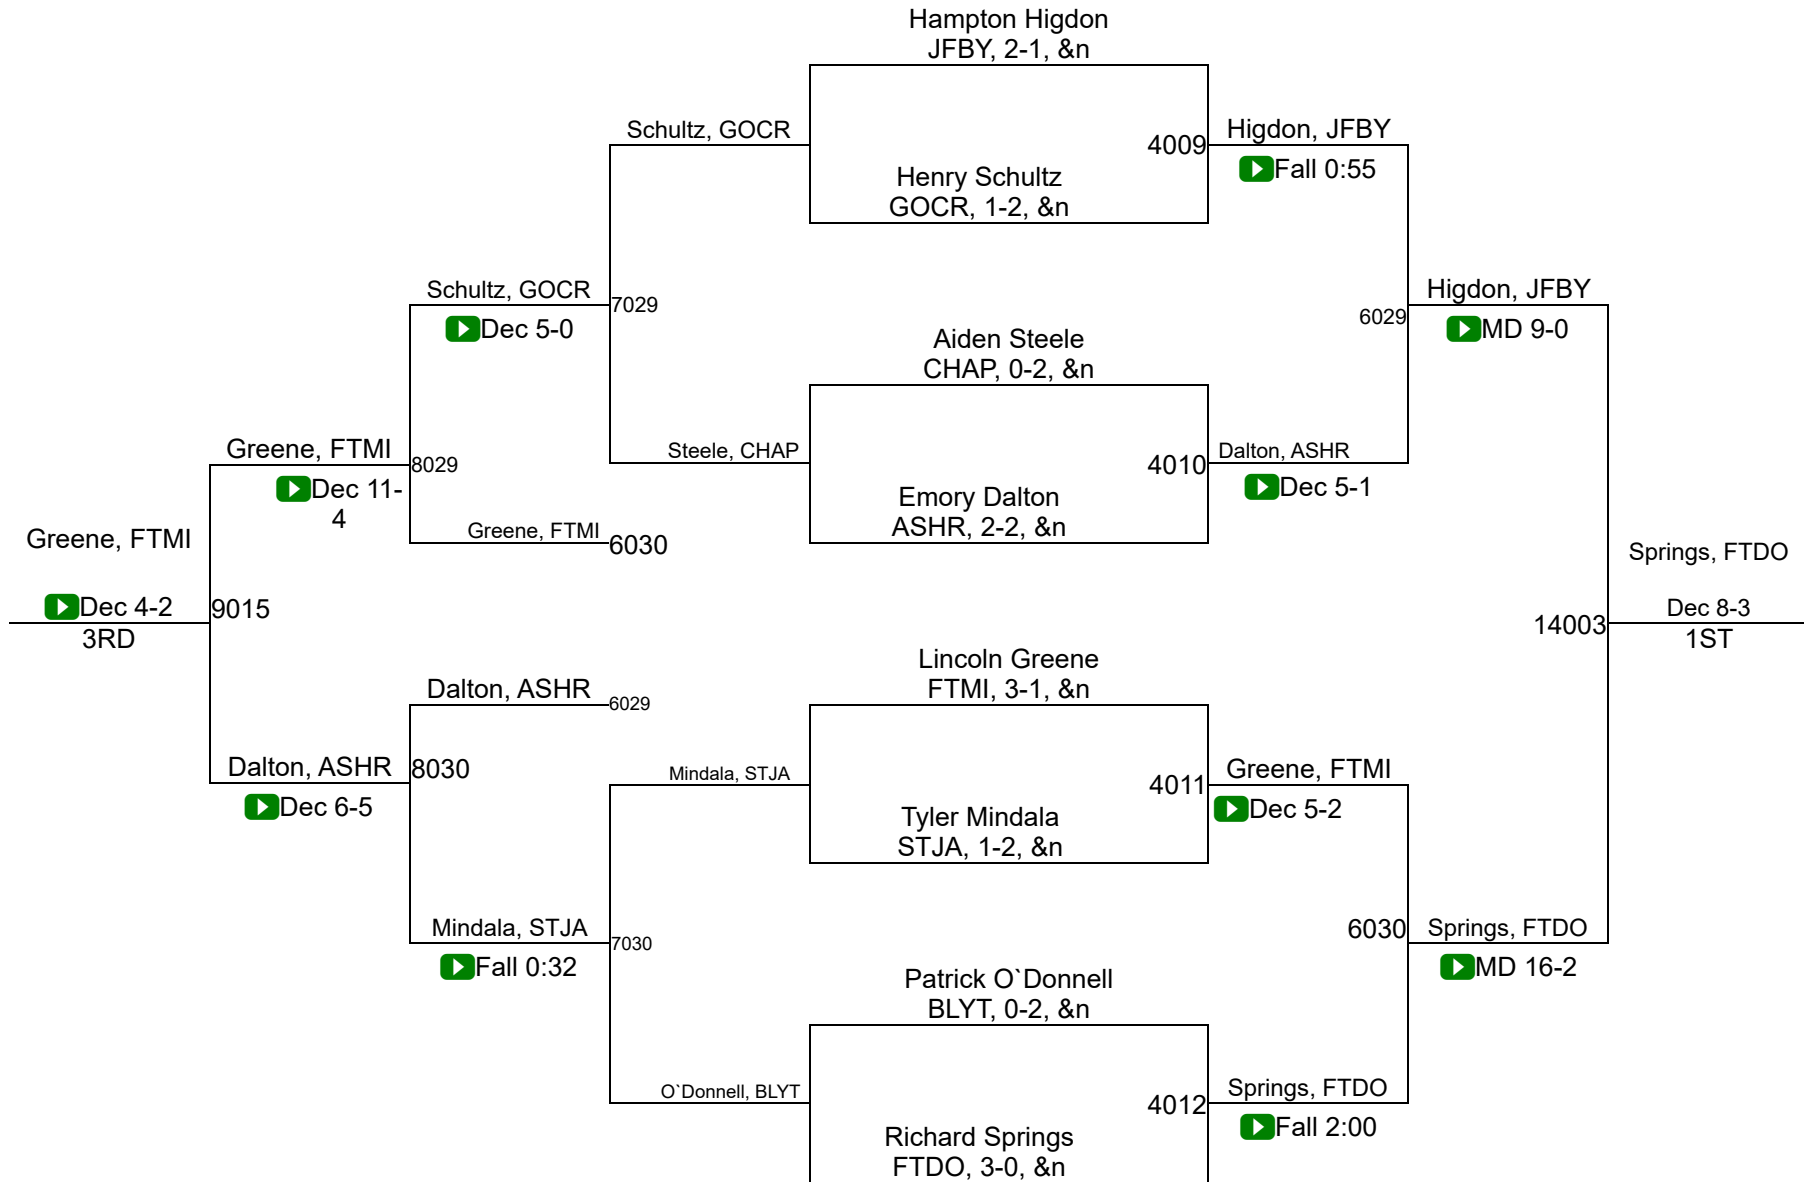 Hampton Higdon
JFBY, 2-1, &n
Schultz, GOCR
4009
Higdon, JFBY
Fall 0:55
Henry Schultz
GOCR, 1-2, &n
Schultz, GOCR
Dec 5-0
7029
6029
Higdon, JFBY
MD 9-0
Aiden Steele
CHAP, 0-2, &n
Steele, CHAP
4010
Dalton, ASHR
Dec 5-1
Greene, FTMI
Dec 11-
4
8029
Emory Dalton
ASHR, 2-2, &n
Greene, FTMI
6030
Greene, FTMI
Dec 4-2
3RD
9015
Springs, FTDO
14003
Dec 8-3
1ST
Lincoln Greene
FTMI, 3-1, &n
Dalton, ASHR
6029
Dalton, ASHR
Dec 6-5
8030
Mindala, STJA
4011
Greene, FTMI
Dec 5-2
Tyler Mindala
STJA, 1-2, &n
Mindala, STJA
Fall 0:32
7030
6030
Springs, FTDO
MD 16-2
Patrick O`Donnell
BLYT, 0-2, &n
O`Donnell, BLYT
4012
Springs, FTDO
Fall 2:00
Richard Springs
FTDO, 3-0, &n